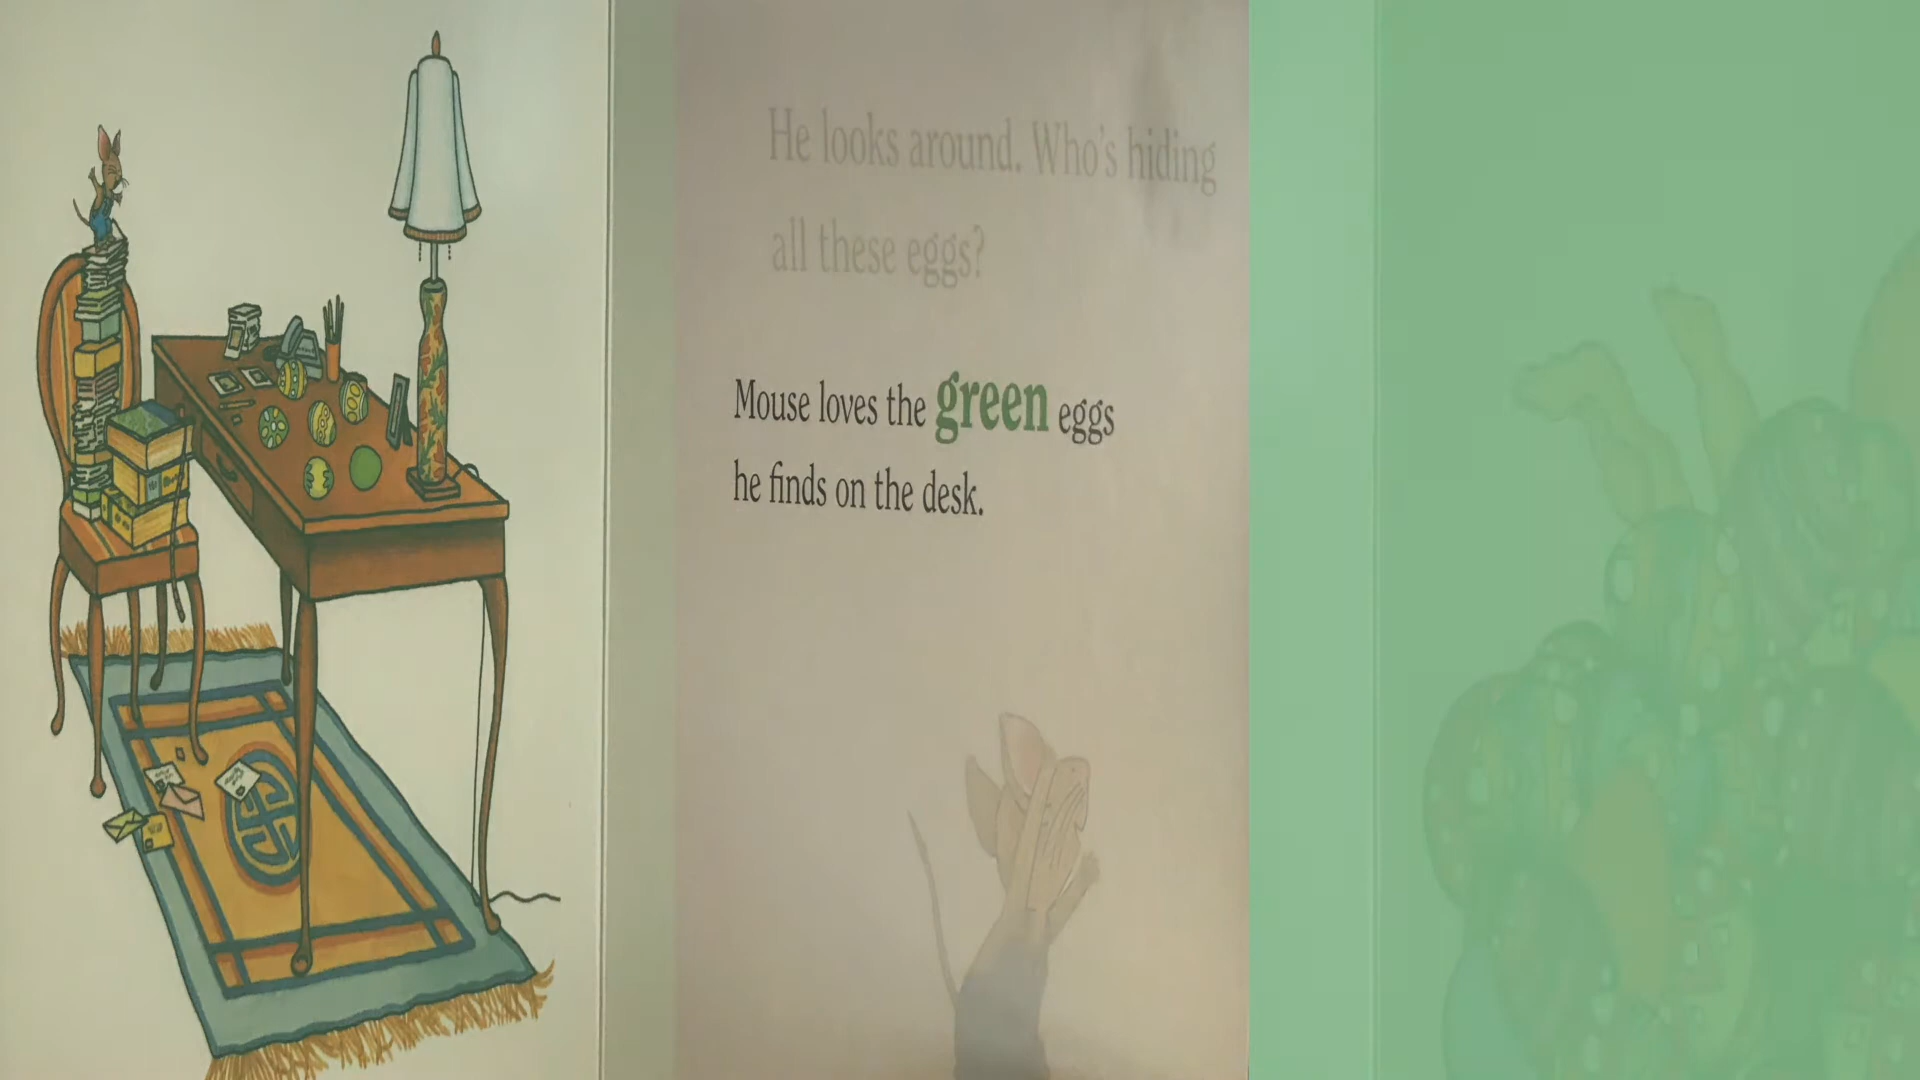 He looks around. Who's hiding
all these eggs?
Mouse loves the green eggs
he finds on the desk.